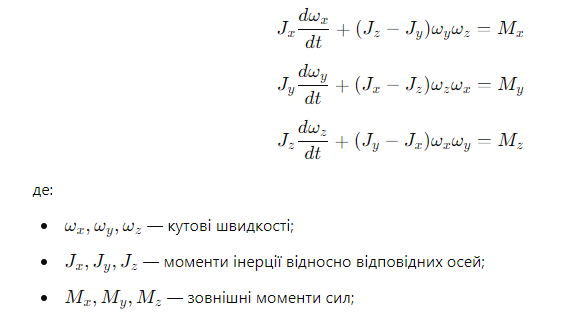 J_x dω_x/dt + (J_z − J_y)ω_yω_z = M_x
J_y dω_y/dt + (J_x − J_z)ω_zω_x = M_y
J_z dω_z/dt + (J_y − J_x)ω_xω_y = M_z
де:
• ω_x, ω_y, ω_z — кутові швидкості;
• J_x, J_y, J_z — моменти інерції відносно відповідних осей;
• M_x, M_y, M_z — зовнішні моменти сил;